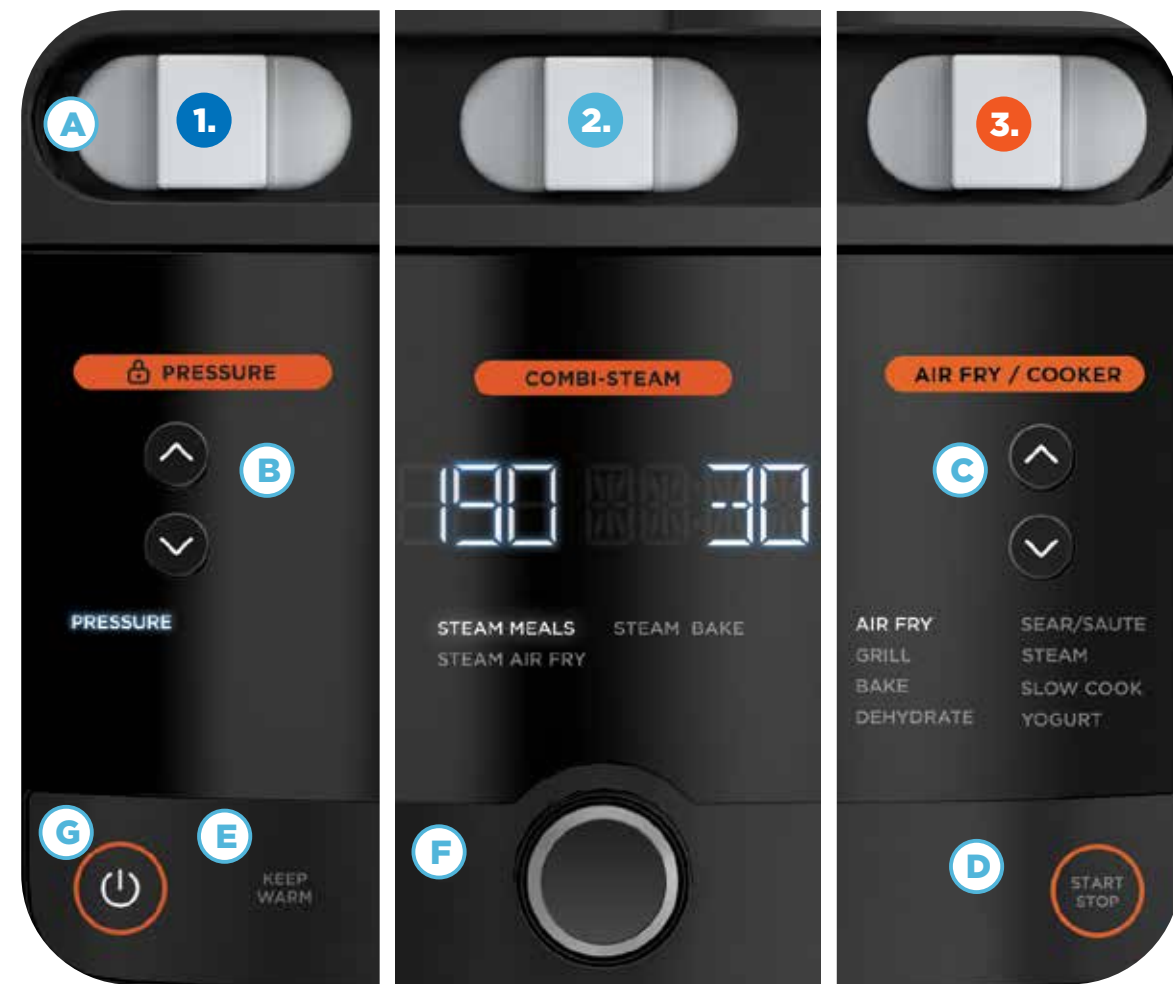 A
1.
2.
3.
PRESSURE
COMBI-STEAM
AIR FRY / COOKER
B
C
190
30
PRESSURE
STEAM MEALS
STEAM BAKE
STEAM AIR FRY
AIR FRY
SEAR/SAUTE
GRILL
STEAM
BAKE
SLOW COOK
DEHYDRATE
YOGURT
G
E
F
D
KEEP
WARM
START
STOP